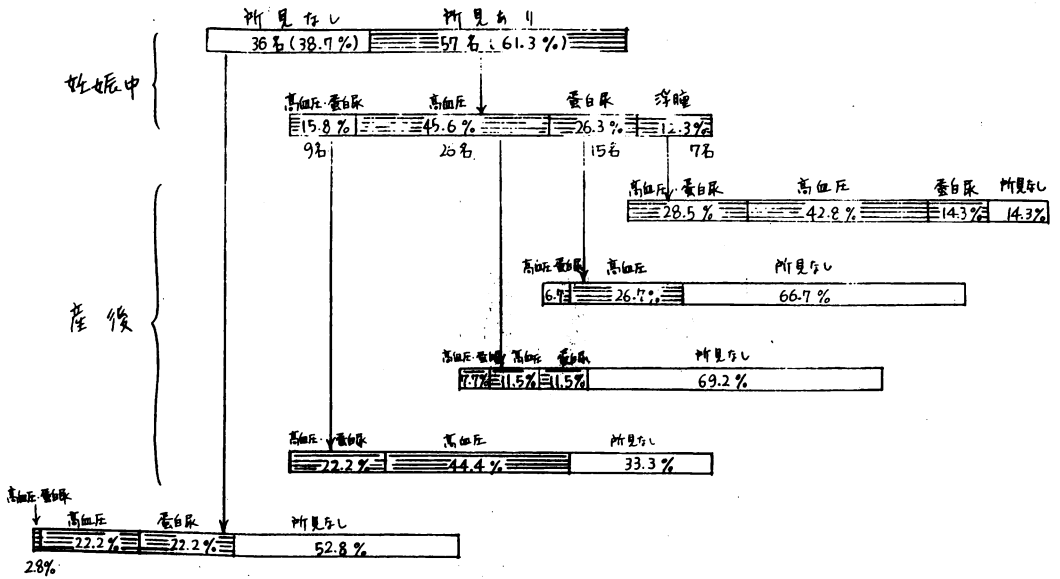 所見なし 所見あり
36名(38.7%) 57名(61.3%)
妊娠中
高血圧・蛋白尿 高血圧 蛋白尿 浮腫
15.8% 45.6% 26.3% 12.3%
9名 26名 15名 7名
高血圧・蛋白尿 高血圧 蛋白尿 所見なし
28.5% 42.8% 14.3% 14.3%
高血圧・蛋白尿 高血圧 所見なし
6.7 26.7% 66.7%
産後
高血圧・蛋白尿 高血圧 蛋白尿 所見なし
7.7% 11.5% 11.5% 69.2%
高血圧・蛋白尿 高血圧 所見なし
22.2% 44.4% 33.3%
高血圧・蛋白尿
高血圧 蛋白尿 所見なし
22.2% 22.2% 52.8%
2.8%